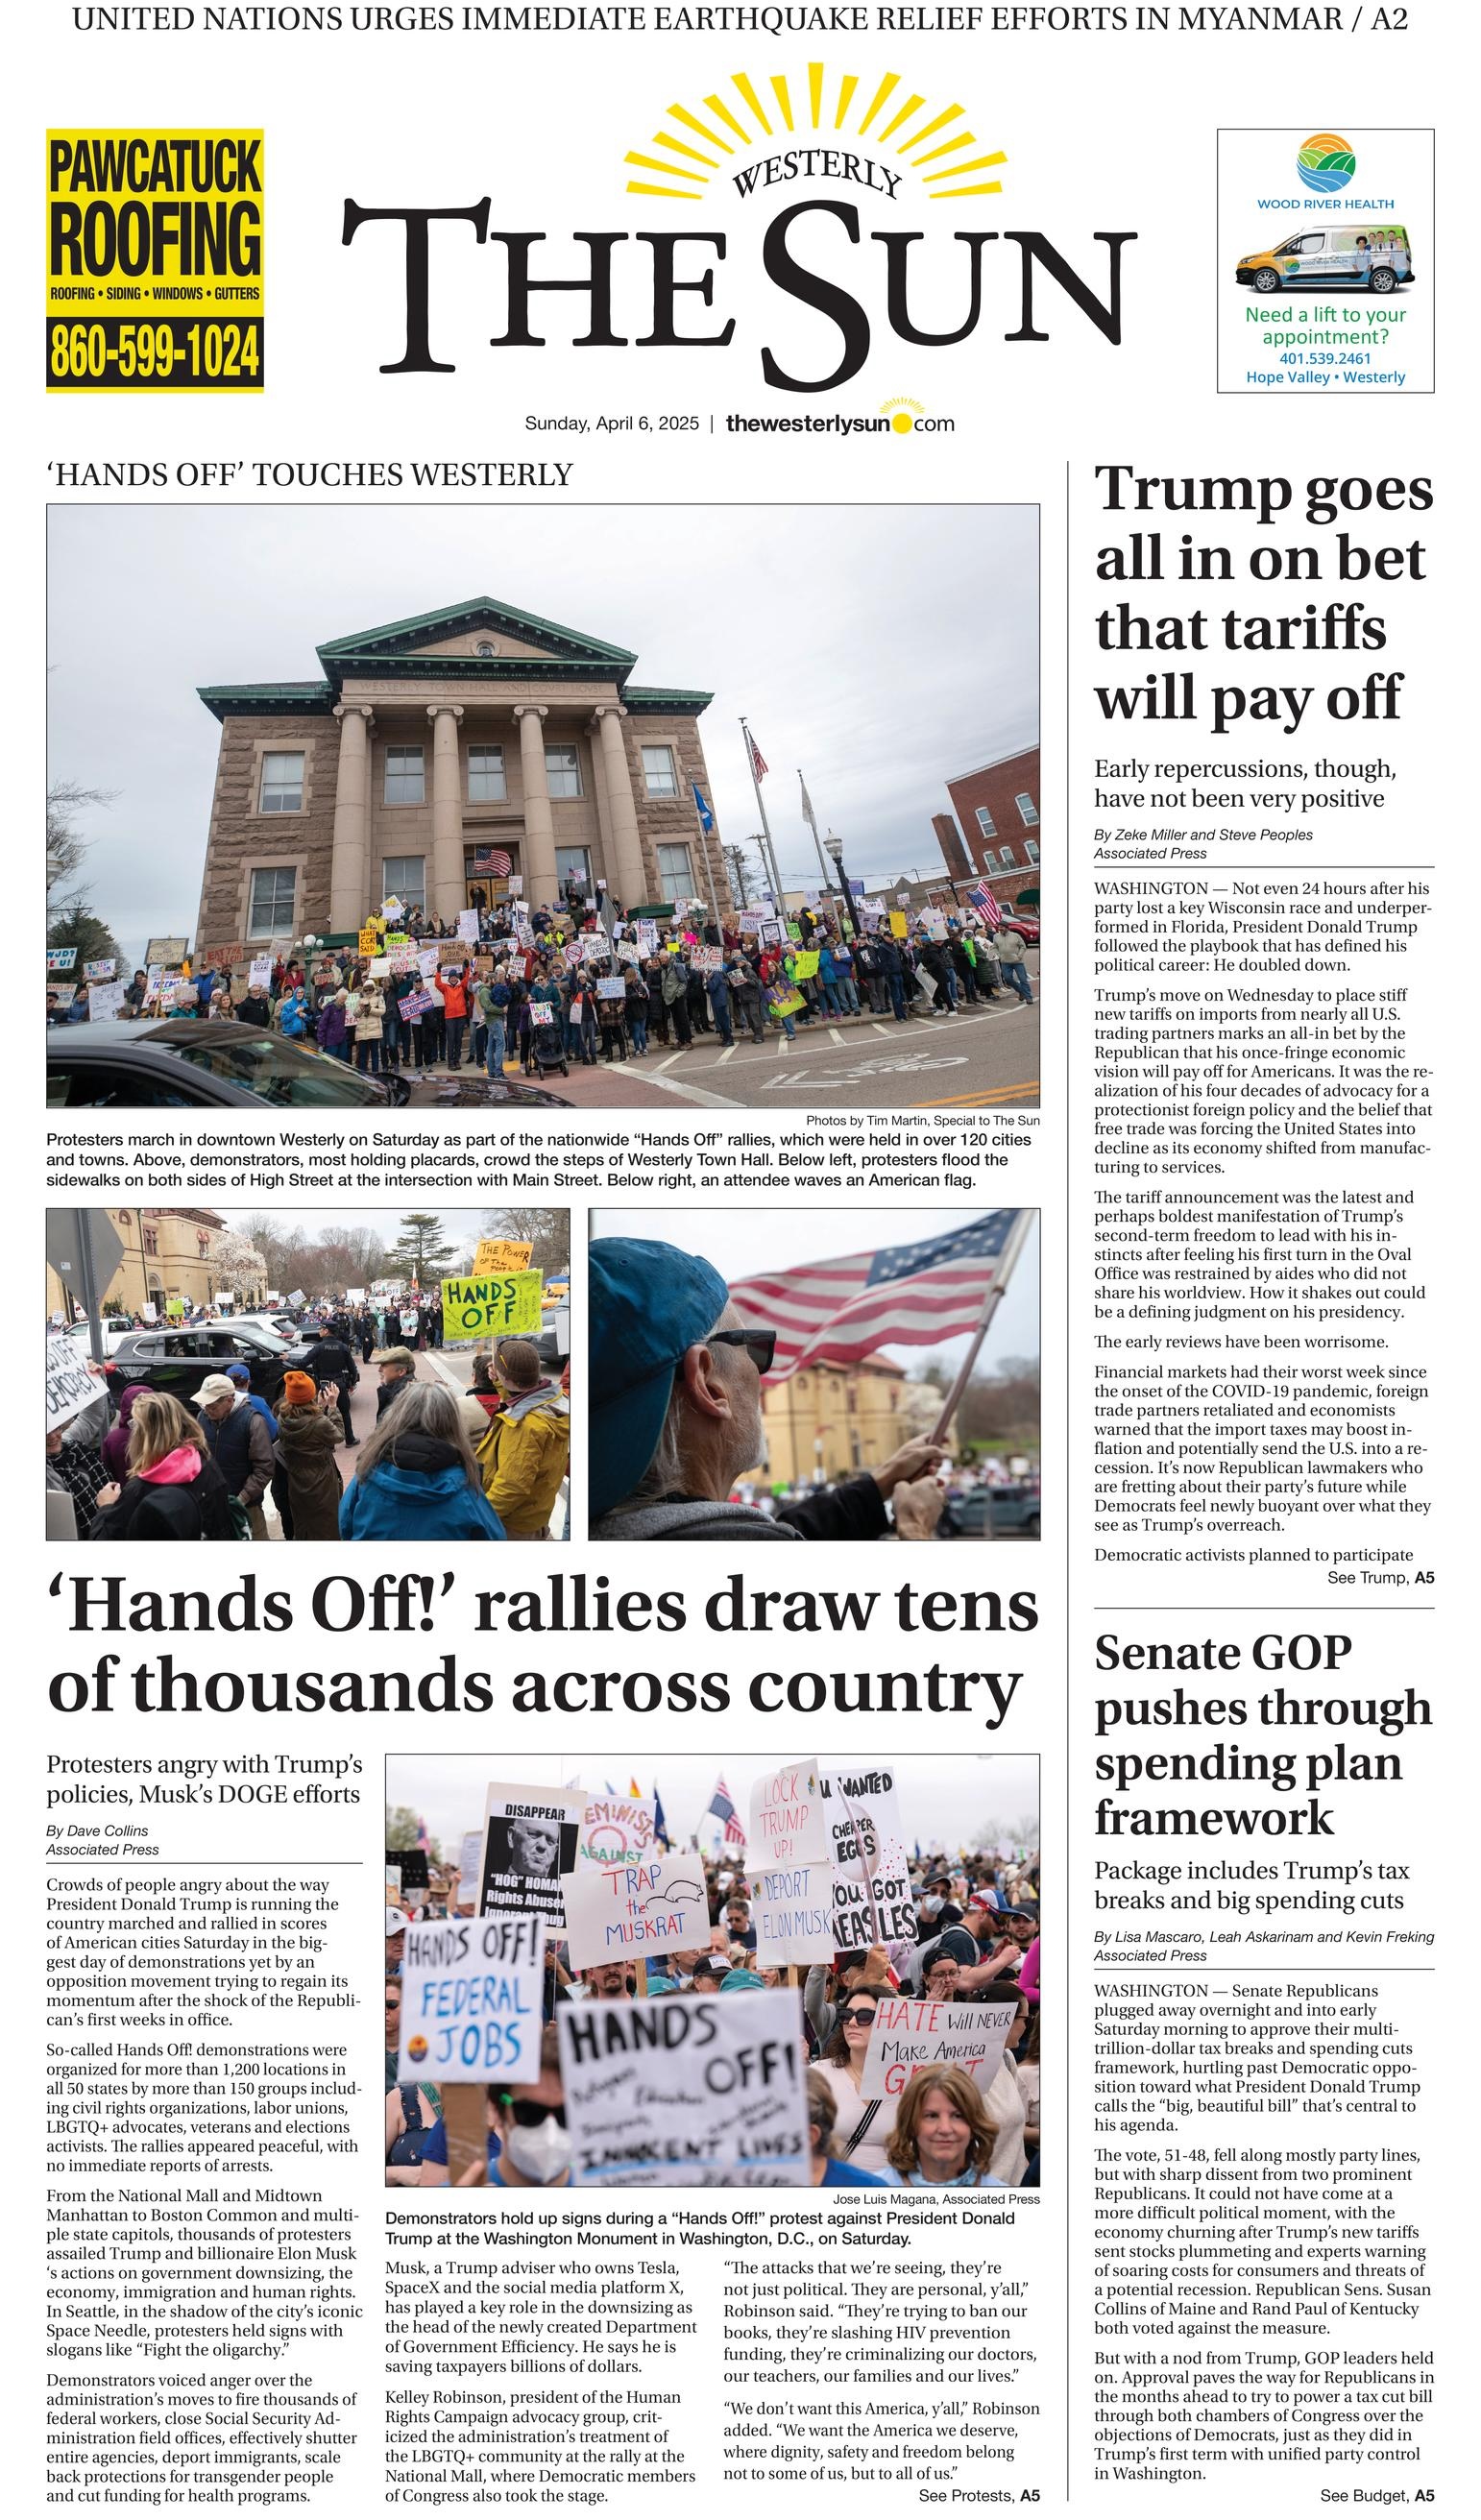 UNITED NATIONS URGES IMMEDIATE EARTHQUAKE RELIEF EFFORTS IN MYANMAR / A2
PAWCATUCK
ROOFING
ROOFING • SIDING • WINDOWS • GUTTERS
860-599-1024
WESTERLY
THE SUN
WOOD RIVER HEALTH
WOOD RIVER HEALTH
Need a lift to your
appointment?
401.539.2461
Hope Valley • Westerly
Sunday, April 6, 2025 | thewesterlysun.com
‘HANDS OFF’ TOUCHES WESTERLY
Photos by Tim Martin, Special to The Sun
Protesters march in downtown Westerly on Saturday as part of the nationwide “Hands Off” rallies, which were held in over 120 cities
and towns. Above, demonstrators, most holding placards, crowd the steps of Westerly Town Hall. Below left, protesters flood the
sidewalks on both sides of High Street at the intersection with Main Street. Below right, an attendee waves an American flag.
THE POWER
OF THE
HANDS
OFF
POLICE
‘Hands Off!’ rallies draw tens
of thousands across country
Protesters angry with Trump’s
policies, Musk’s DOGE efforts
By Dave Collins
Associated Press
Crowds of people angry about the way
President Donald Trump is running the
country marched and rallied in scores
of American cities Saturday in the big-
gest day of demonstrations yet by an
opposition movement trying to regain its
momentum after the shock of the Republi-
can’s first weeks in office.
So-called Hands Off! demonstrations were
organized for more than 1,200 locations in
all 50 states by more than 150 groups includ-
ing civil rights organizations, labor unions,
LBGTQ+ advocates, veterans and elections
activists. The rallies appeared peaceful, with
no immediate reports of arrests.
From the National Mall and Midtown
Manhattan to Boston Common and multi-
ple state capitols, thousands of protesters
assailed Trump and billionaire Elon Musk
‘s actions on government downsizing, the
economy, immigration and human rights.
In Seattle, in the shadow of the city’s iconic
Space Needle, protesters held signs with
slogans like “Fight the oligarchy.”
Demonstrators voiced anger over the
administration’s moves to fire thousands of
federal workers, close Social Security Ad-
ministration field offices, effectively shutter
entire agencies, deport immigrants, scale
back protections for transgender people
and cut funding for health programs.
DISAPPEAR
"HOG" HOMA
Rights Abuse
EMINISTS
AGAINST
TRAP
the
MUSKRAT
LOCK
TRUMP
UP!
DEPORT
ELON MUSK
U WANTED
CHEAPER
EGGS
YOU GOT
MEASLES
HANDS OFF!
FEDERAL
JOBS
HANDS
OFF!
INNOCENT LIVES
HATE Will NEVER
Make America
GREAT
Jose Luis Magana, Associated Press
Demonstrators hold up signs during a “Hands Off!” protest against President Donald
Trump at the Washington Monument in Washington, D.C., on Saturday.
Musk, a Trump adviser who owns Tesla,
SpaceX and the social media platform X,
has played a key role in the downsizing as
the head of the newly created Department
of Government Efficiency. He says he is
saving taxpayers billions of dollars.
Kelley Robinson, president of the Human
Rights Campaign advocacy group, crit-
icized the administration’s treatment of
the LBGTQ+ community at the rally at the
National Mall, where Democratic members
of Congress also took the stage.
“The attacks that we’re seeing, they’re
not just political. They are personal, y’all,”
Robinson said. “They’re trying to ban our
books, they’re slashing HIV prevention
funding, they’re criminalizing our doctors,
our teachers, our families and our lives.”
“We don’t want this America, y’all,” Robinson
added. “We want the America we deserve,
where dignity, safety and freedom belong
not to some of us, but to all of us.”
See Protests, A5
Trump goes
all in on bet
that tariffs
will pay off
Early repercussions, though,
have not been very positive
By Zeke Miller and Steve Peoples
Associated Press
WASHINGTON — Not even 24 hours after his
party lost a key Wisconsin race and underper-
formed in Florida, President Donald Trump
followed the playbook that has defined his
political career: He doubled down.
Trump’s move on Wednesday to place stiff
new tariffs on imports from nearly all U.S.
trading partners marks an all-in bet by the
Republican that his once-fringe economic
vision will pay off for Americans. It was the re-
alization of his four decades of advocacy for a
protectionist foreign policy and the belief that
free trade was forcing the United States into
decline as its economy shifted from manufac-
turing to services.
The tariff announcement was the latest and
perhaps boldest manifestation of Trump’s
second-term freedom to lead with his in-
stincts after feeling his first turn in the Oval
Office was restrained by aides who did not
share his worldview. How it shakes out could
be a defining judgment on his presidency.
The early reviews have been worrisome.
Financial markets had their worst week since
the onset of the COVID-19 pandemic, foreign
trade partners retaliated and economists
warned that the import taxes may boost in-
flation and potentially send the U.S. into a re-
cession. It’s now Republican lawmakers who
are fretting about their party’s future while
Democrats feel newly buoyant over what they
see as Trump’s overreach.
Democratic activists planned to participate
See Trump, A5
Senate GOP
pushes through
spending plan
framework
Package includes Trump’s tax
breaks and big spending cuts
By Lisa Mascaro, Leah Askarinam and Kevin Freking
Associated Press
WASHINGTON — Senate Republicans
plugged away overnight and into early
Saturday morning to approve their multi-
trillion-dollar tax breaks and spending cuts
framework, hurtling past Democratic oppo-
sition toward what President Donald Trump
calls the “big, beautiful bill” that’s central to
his agenda.
The vote, 51-48, fell along mostly party lines,
but with sharp dissent from two prominent
Republicans. It could not have come at a
more difficult political moment, with the
economy churning after Trump’s new tariffs
sent stocks plummeting and experts warning
of soaring costs for consumers and threats of
a potential recession. Republican Sens. Susan
Collins of Maine and Rand Paul of Kentucky
both voted against the measure.
But with a nod from Trump, GOP leaders held
on. Approval paves the way for Republicans in
the months ahead to try to power a tax cut bill
through both chambers of Congress over the
objections of Democrats, just as they did in
Trump’s first term with unified party control
in Washington.
See Budget, A5